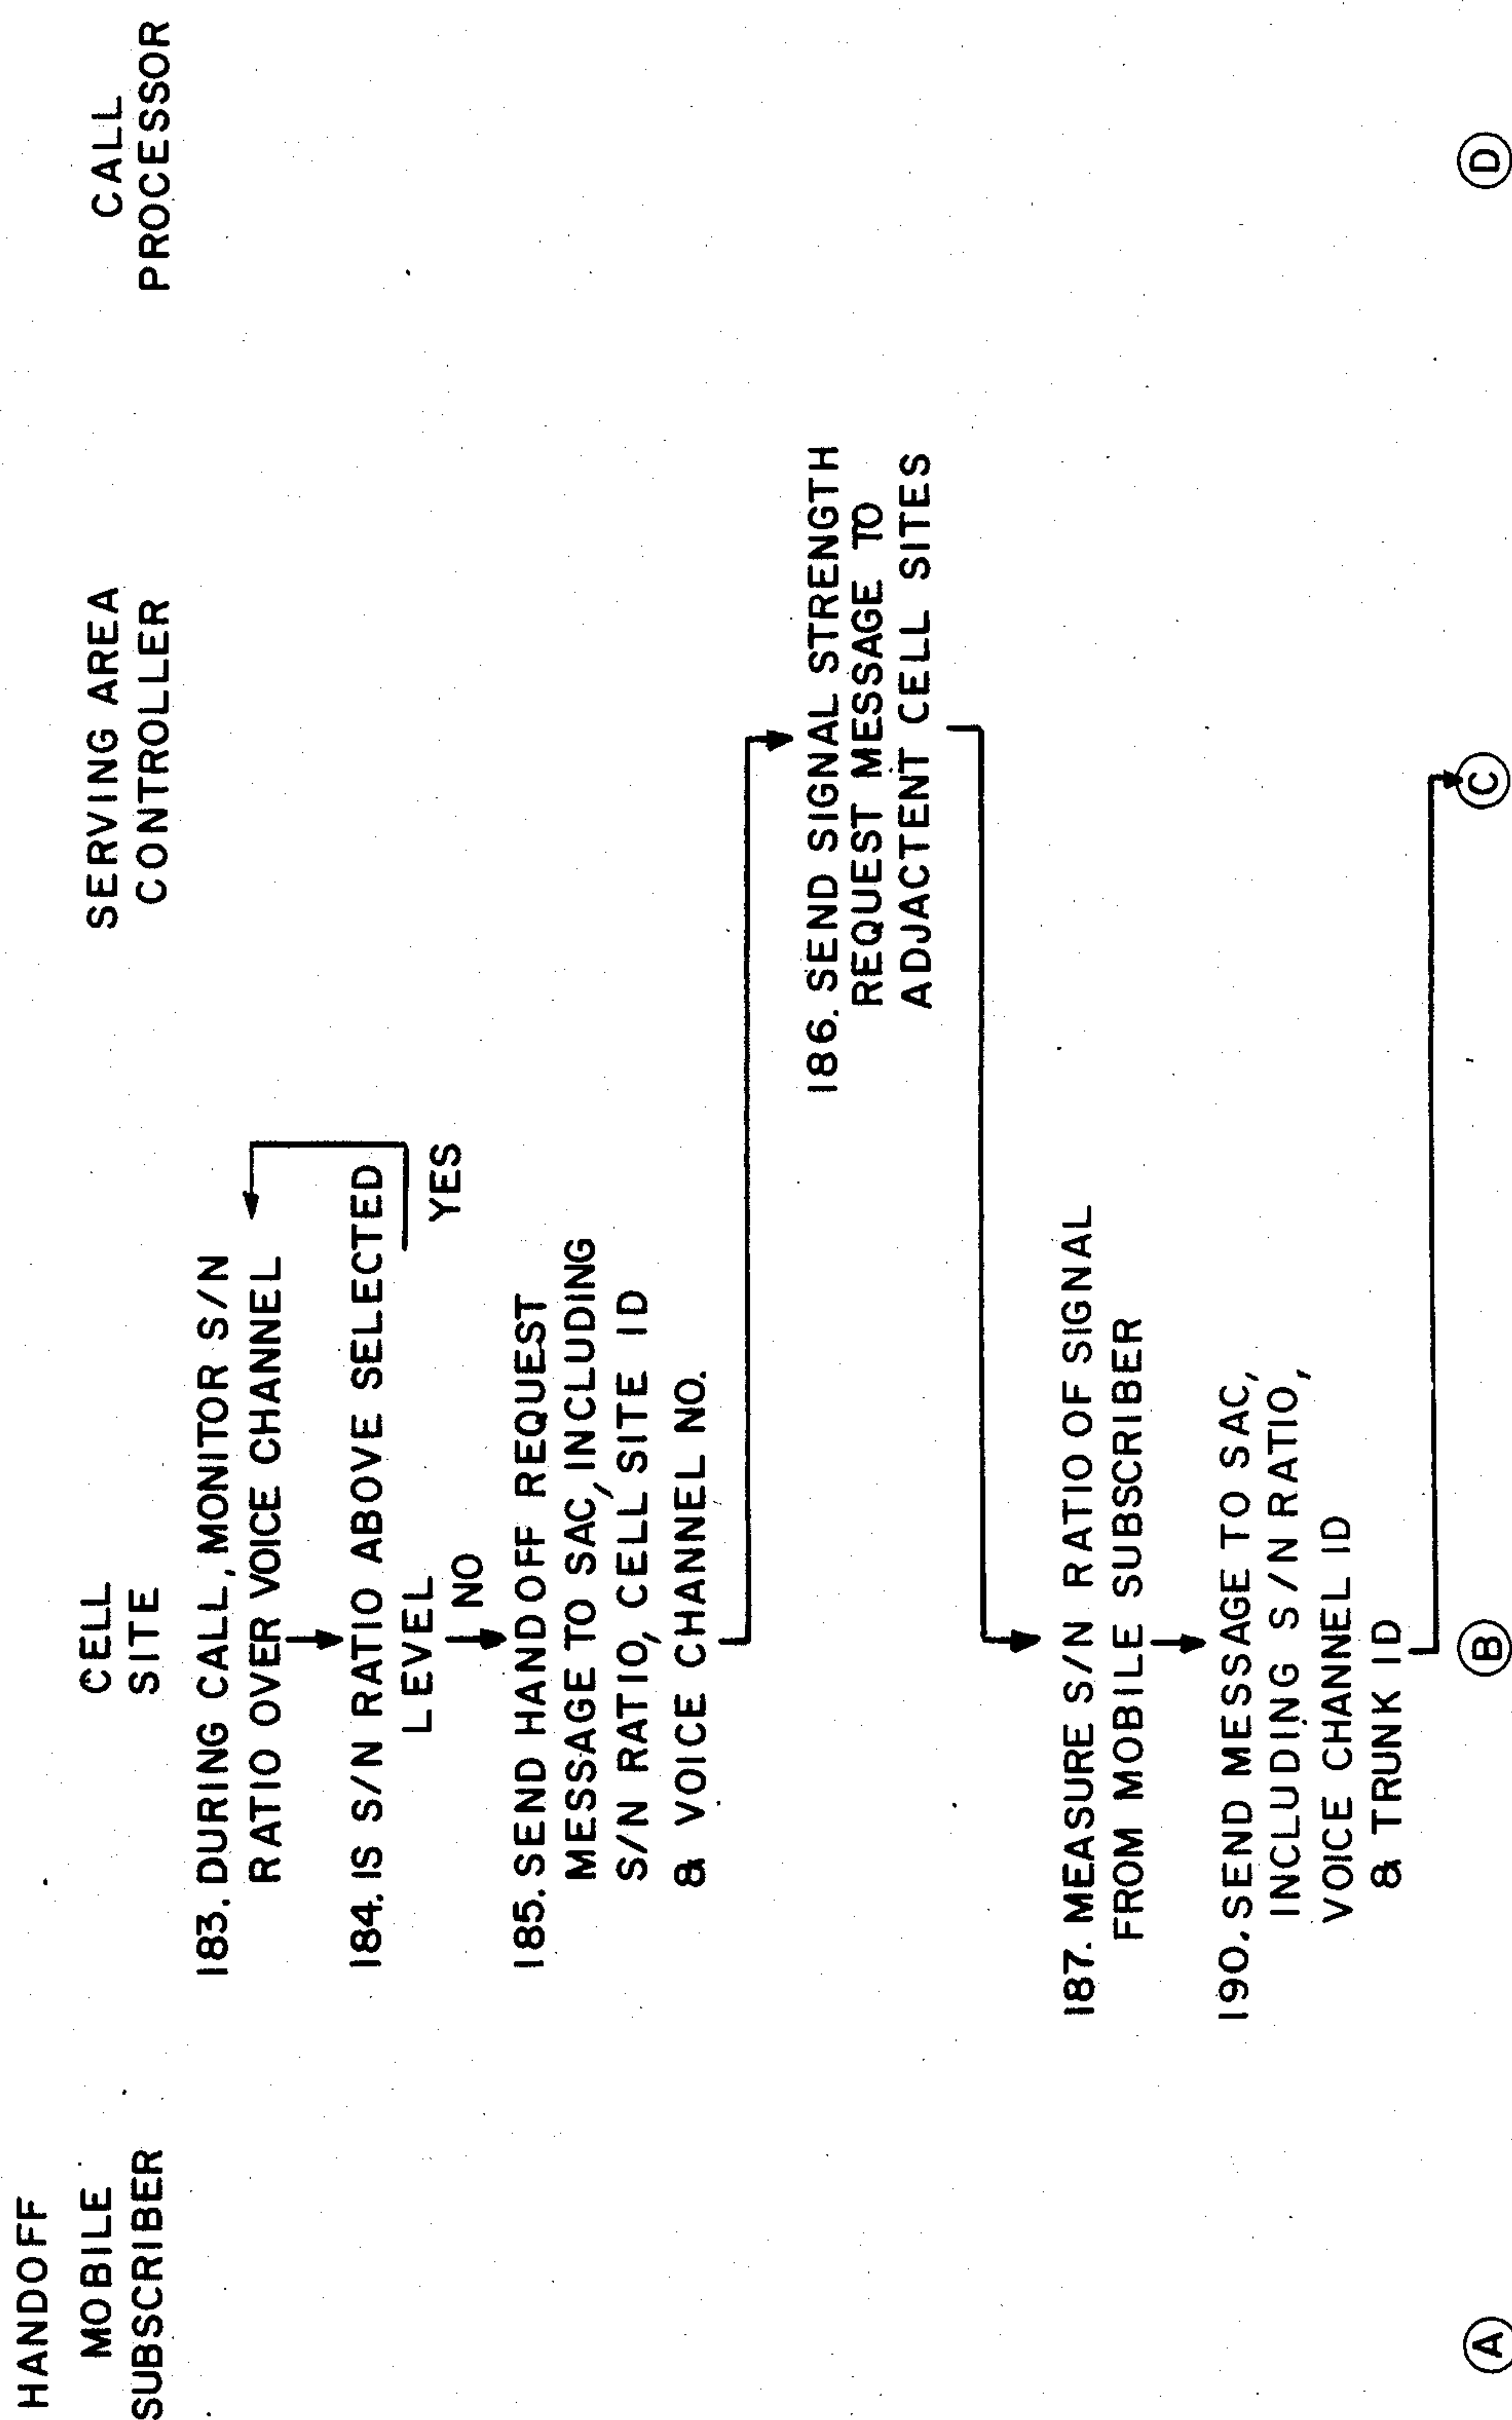 HANDOFF
MOBILE
SUBSCRIBER
CELL
SITE
SERVING AREA
CONTROLLER
CALL
PROCESSOR
183. DURING CALL, MONITOR S/N
RATIO OVER VOICE CHANNEL
184. IS S/N RATIO ABOVE SELECTED
LEVEL
YES
NO
185. SEND HANDOFF REQUEST
MESSAGE TO SAC, INCLUDING
S/N RATIO, CELL SITE ID
& VOICE CHANNEL NO.
186. SEND SIGNAL STRENGTH
REQUEST MESSAGE TO
ADJACTENT CELL SITES
187. MEASURE S/N RATIO OF SIGNAL
FROM MOBILE SUBSCRIBER
190. SEND MESSAGE TO SAC,
INCLUDING S/N RATIO,
VOICE CHANNEL ID
& TRUNK ID
A
B
C
D